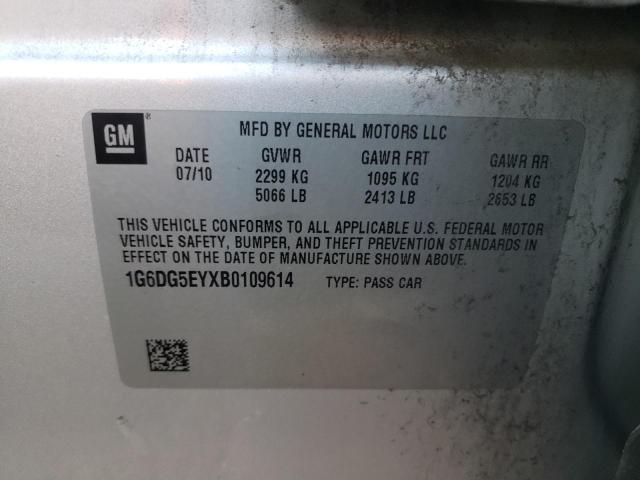 GM ®
MFD BY GENERAL MOTORS LLC
DATE GVWR GAWR FRT GAWR RR
07/10 2299 KG 1095 KG 1204 KG
5066 LB 2413 LB 2653 LB
THIS VEHICLE CONFORMS TO ALL APPLICABLE U.S. FEDERAL MOTOR
VEHICLE SAFETY, BUMPER, AND THEFT PREVENTION STANDARDS IN
EFFECT ON THE DATE OF MANUFACTURE SHOWN ABOVE.
1G6DG5EYXB0109614 TYPE: PASS CAR